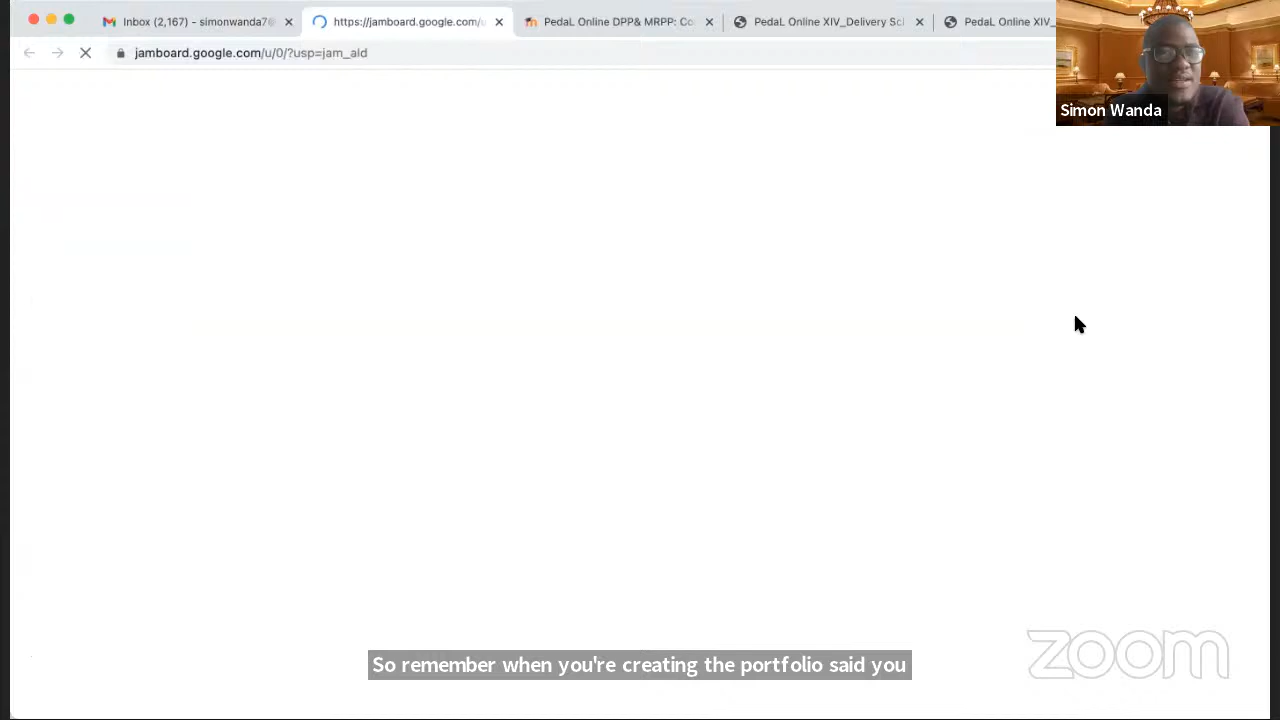 Inbox (2,167) - simonwanda7@
https://jamboard.google.com/u
PedaL Online DPP& MRPP: Co
PedaL Online XIV_Delivery Sc
PedaL Online XIV_
jamboard.google.com/u/0/?usp=jam_ald
Simon Wanda
So remember when you're creating the portfolio said you
zoom